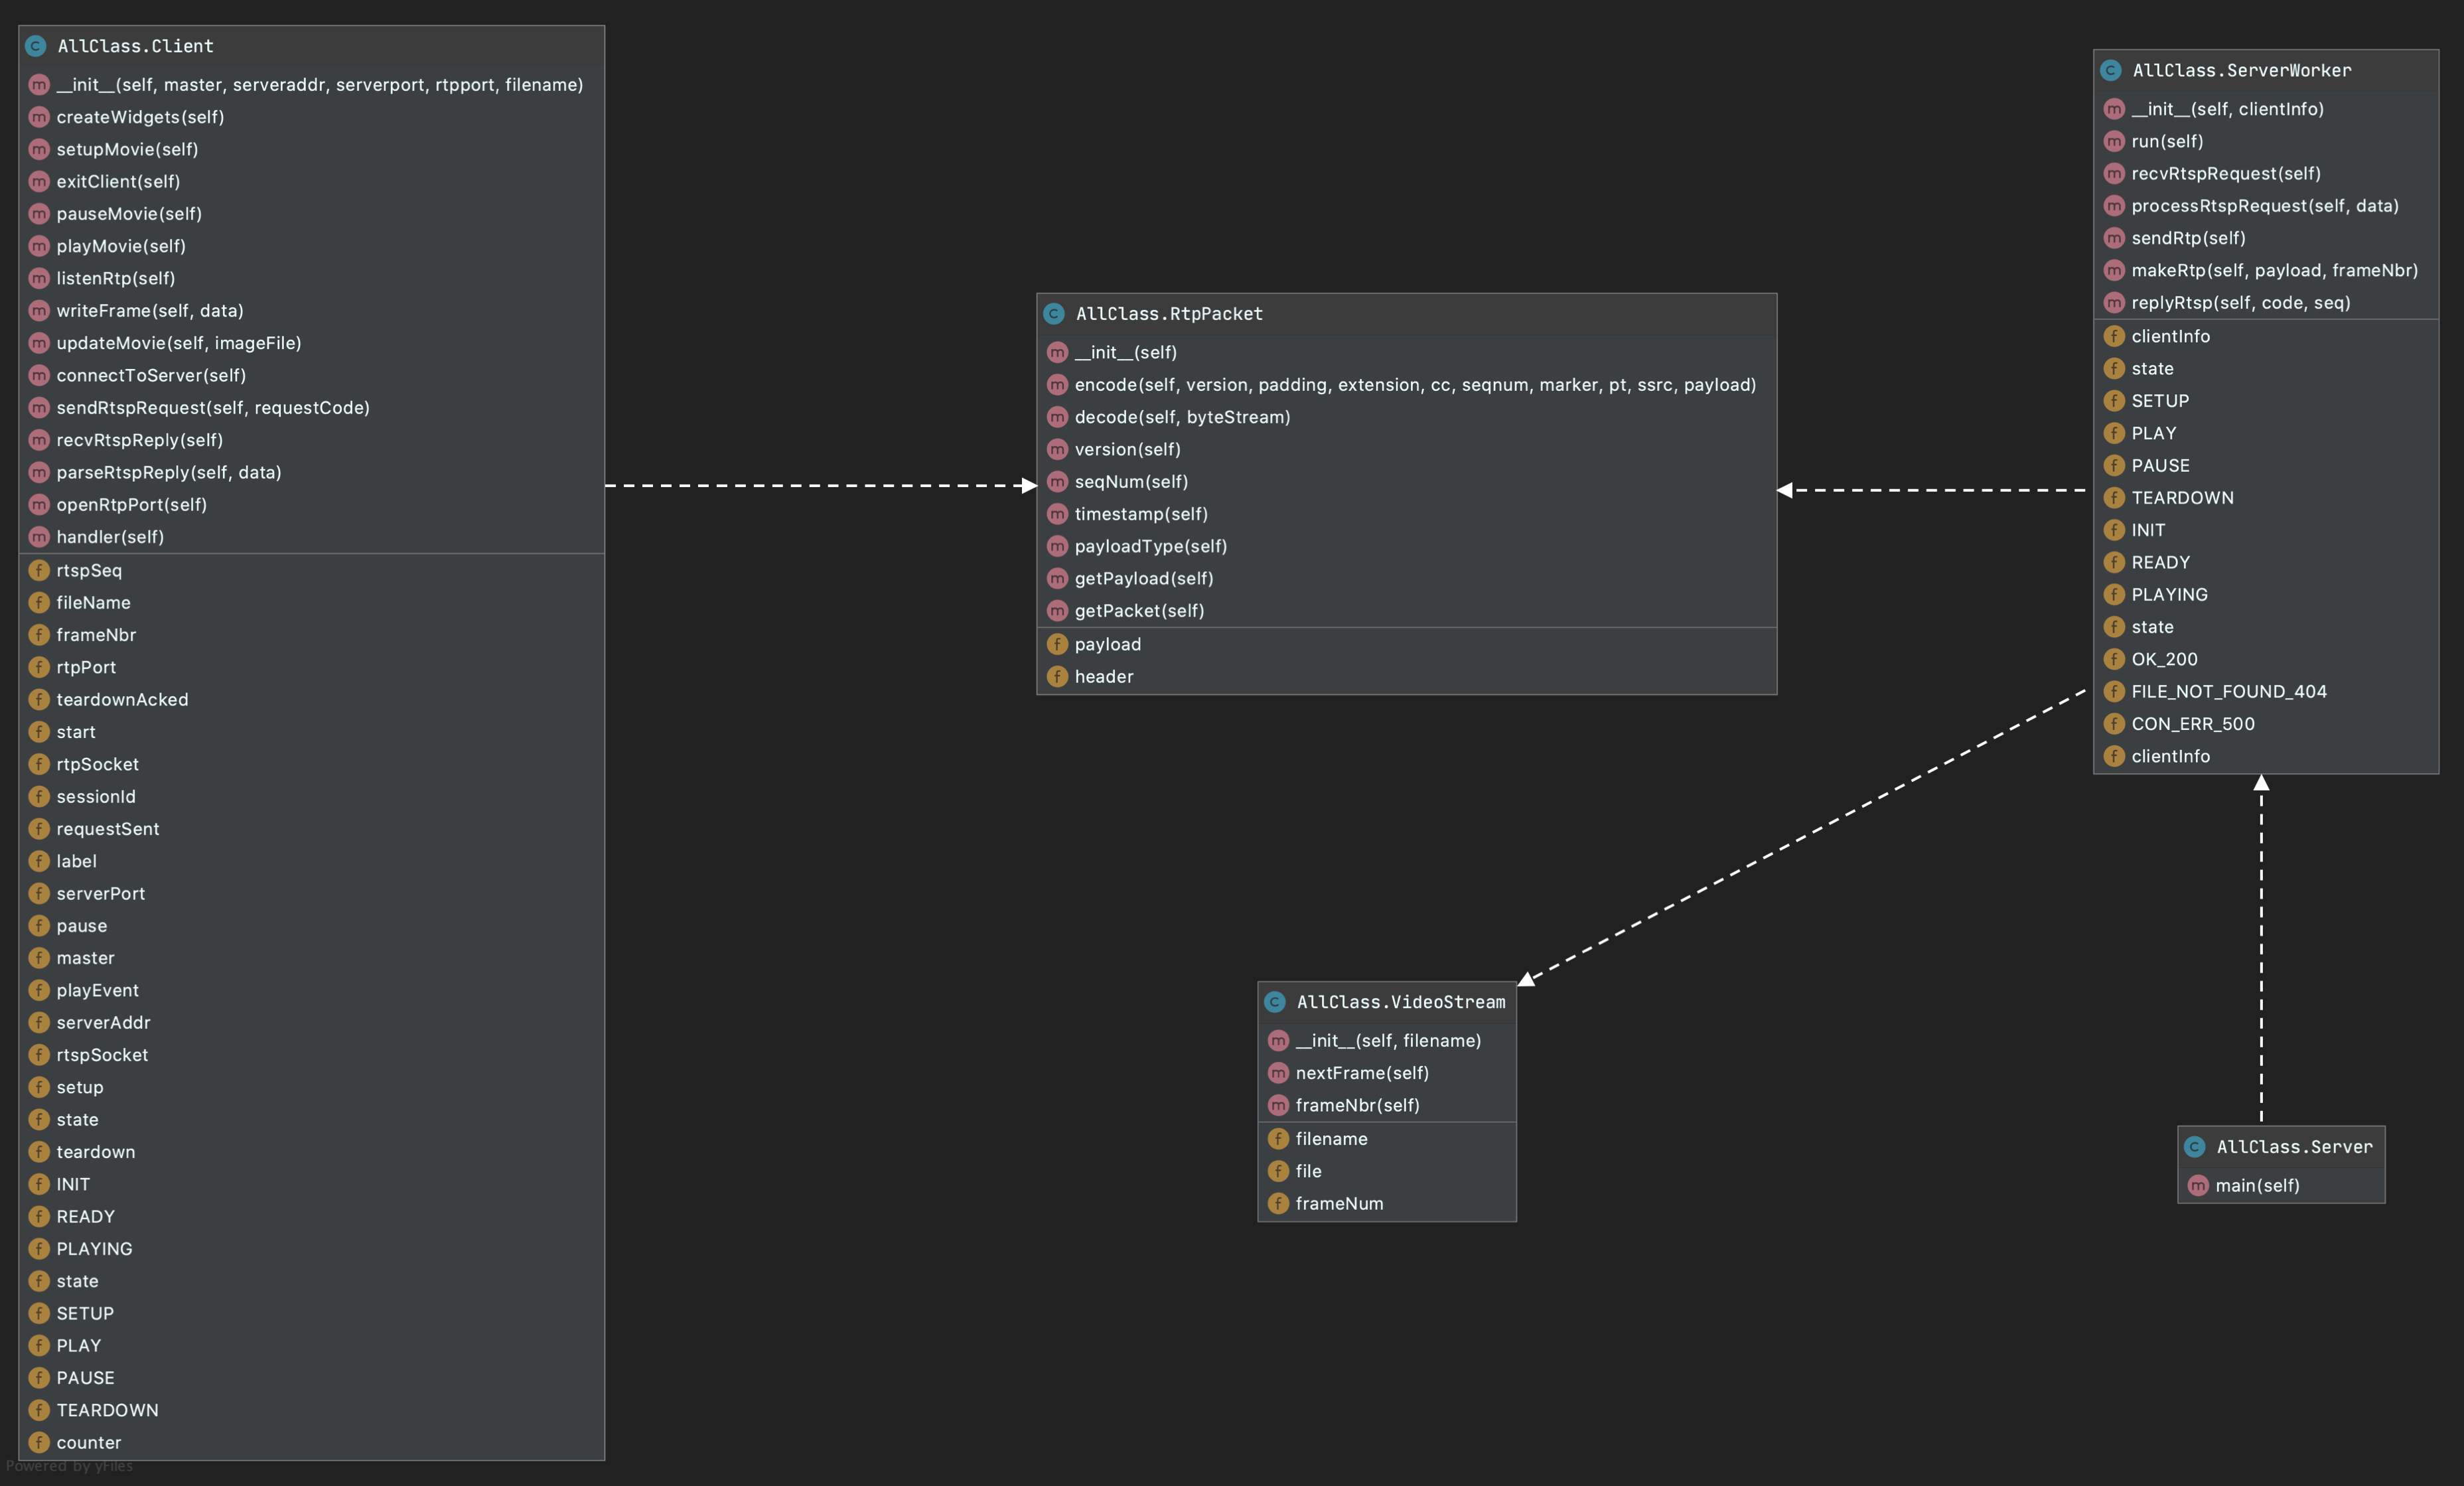 AllClass.Client
__init__(self, master, serveraddr, serverport, rtpport, filename)
createWidgets(self)
setupMovie(self)
exitClient(self)
pauseMovie(self)
playMovie(self)
listenRtp(self)
writeFrame(self, data)
updateMovie(self, imageFile)
connectToServer(self)
sendRtspRequest(self, requestCode)
recvRtspReply(self)
parseRtspReply(self, data)
openRtpPort(self)
handler(self)
rtspSeq
fileName
frameNbr
rtpPort
teardownAcked
start
rtpSocket
sessionId
requestSent
label
serverPort
pause
master
playEvent
serverAddr
rtspSocket
setup
state
teardown
INIT
READY
PLAYING
state
SETUP
PLAY
PAUSE
TEARDOWN
counter
Powered by yFiles
AllClass.RtpPacket
__init__(self)
encode(self, version, padding, extension, cc, seqnum, marker, pt, ssrc, payload)
decode(self, byteStream)
version(self)
seqNum(self)
timestamp(self)
payloadType(self)
getPayload(self)
getPacket(self)
payload
header
AllClass.VideoStream
__init__(self, filename)
nextFrame(self)
frameNbr(self)
filename
file
frameNum
AllClass.ServerWorker
__init__(self, clientInfo)
run(self)
recvRtspRequest(self)
processRtspRequest(self, data)
sendRtp(self)
makeRtp(self, payload, frameNbr)
replyRtsp(self, code, seq)
clientInfo
state
SETUP
PLAY
PAUSE
TEARDOWN
INIT
READY
PLAYING
state
OK_200
FILE_NOT_FOUND_404
CON_ERR_500
clientInfo
AllClass.Server
main(self)